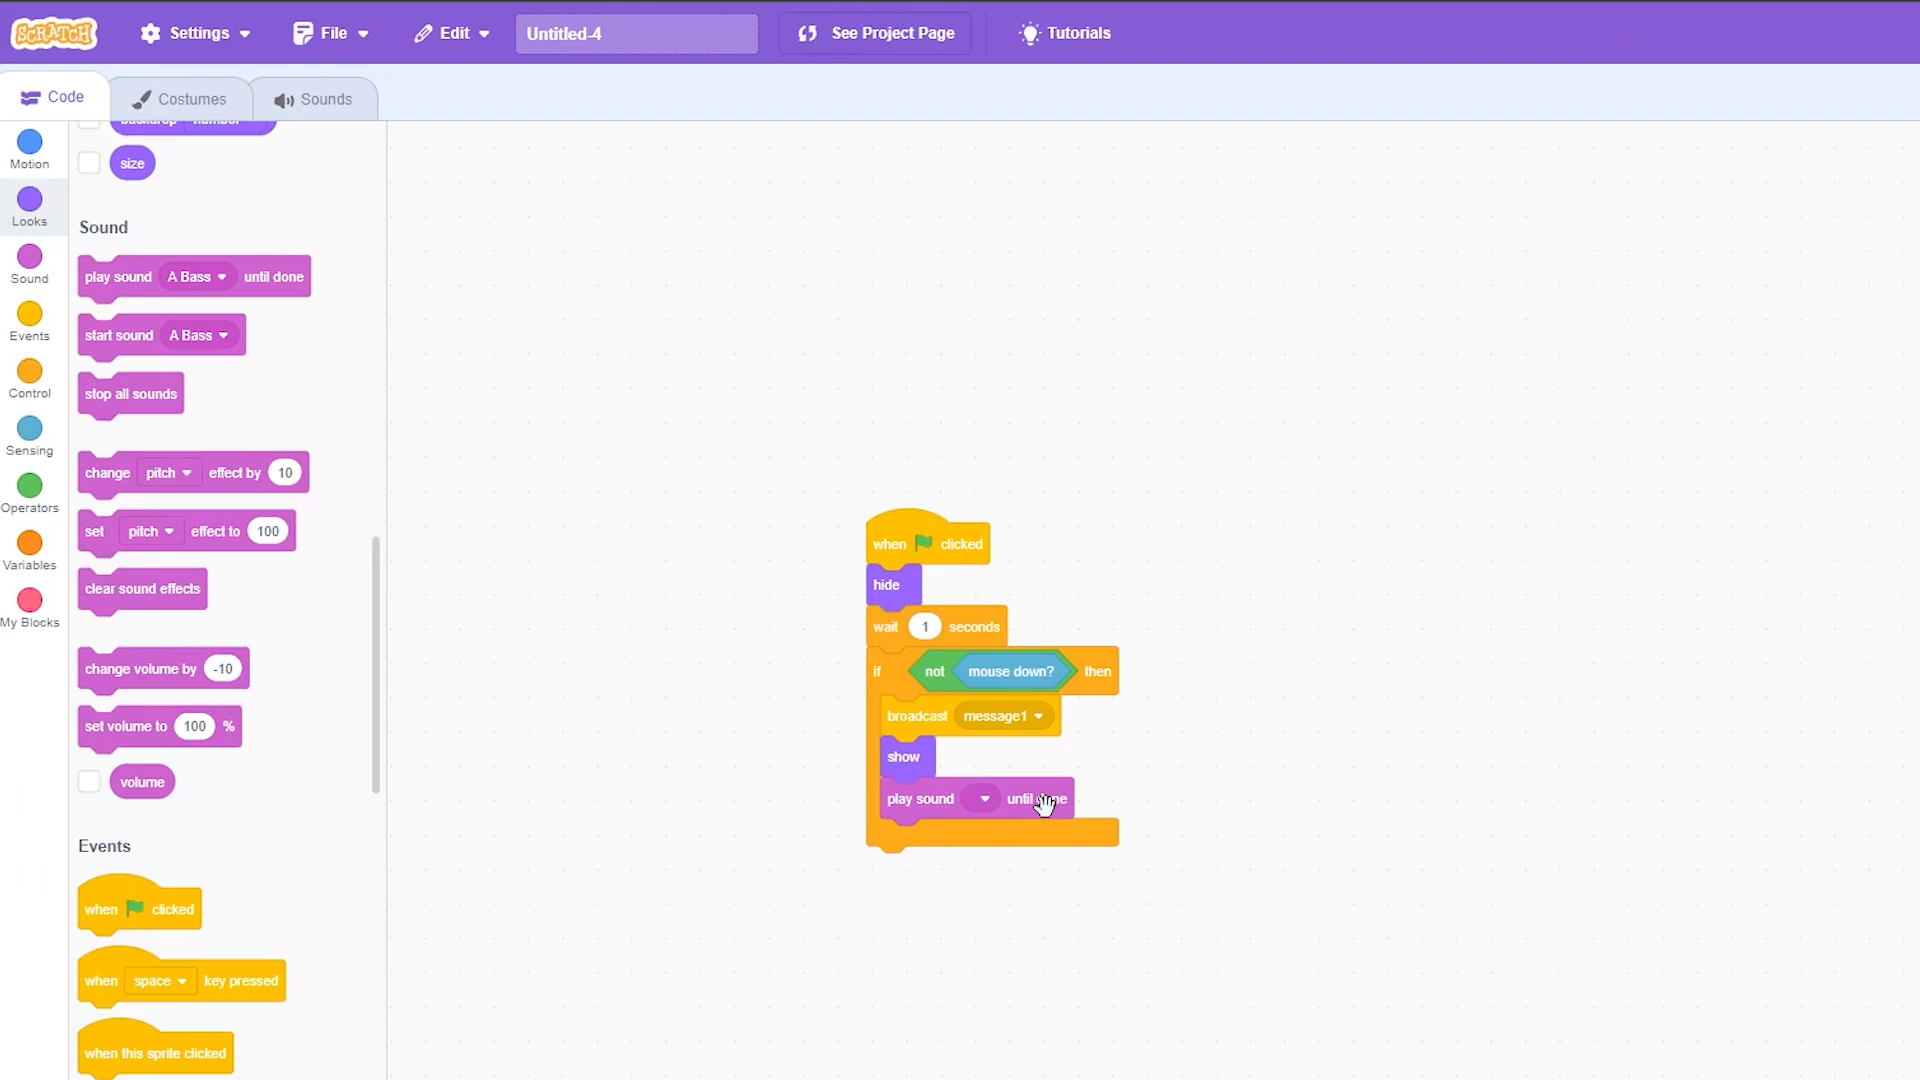 SCRATCH Settings File Edit Untitled-4 See Project Page Tutorials
Code Costumes Sounds
backdrop number
Motion
size
Looks
Sound
Sound
play sound A Bass until done
Events
start sound A Bass
Control
stop all sounds
Sensing
change pitch effect by 10
Operators
set pitch effect to 100
Variables
clear sound effects
My Blocks
change volume by -10
set volume to 100 %
volume
Events
when clicked
when space key pressed
when this sprite clicked
when clicked
hide
wait 1 seconds
if not mouse down? then
broadcast message1
show
play sound until